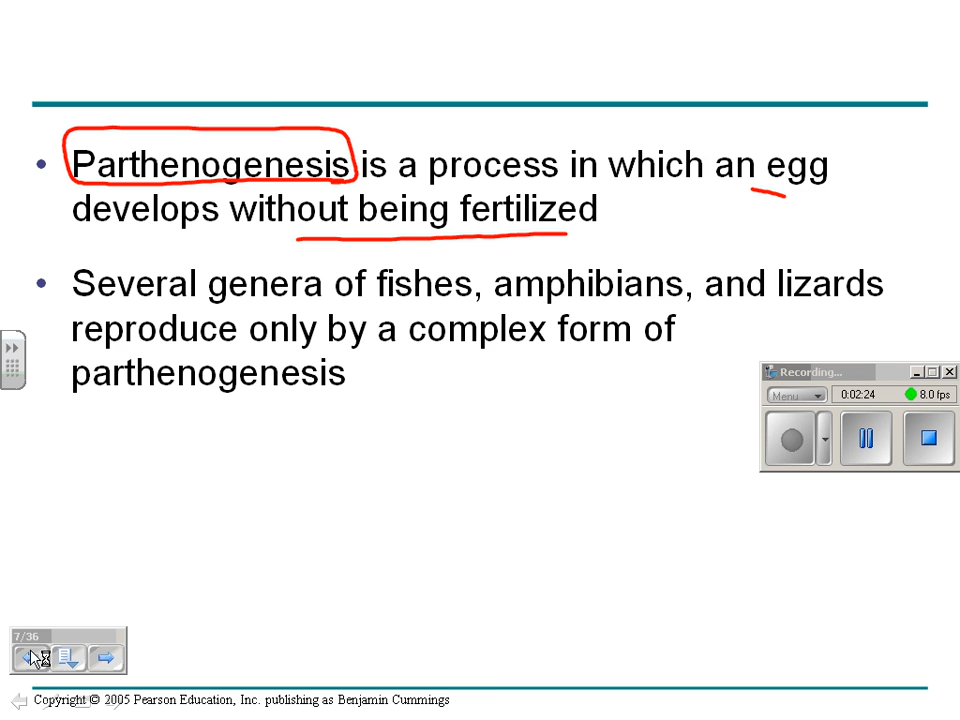 • Parthenogenesis is a process in which an egg
develops without being fertilized
• Several genera of fishes, amphibians, and lizards
reproduce only by a complex form of
parthenogenesis
Recording...
Menu 0:02:24 8.0 fps
7/36
Copyright © 2005 Pearson Education, Inc. publishing as Benjamin Cummings